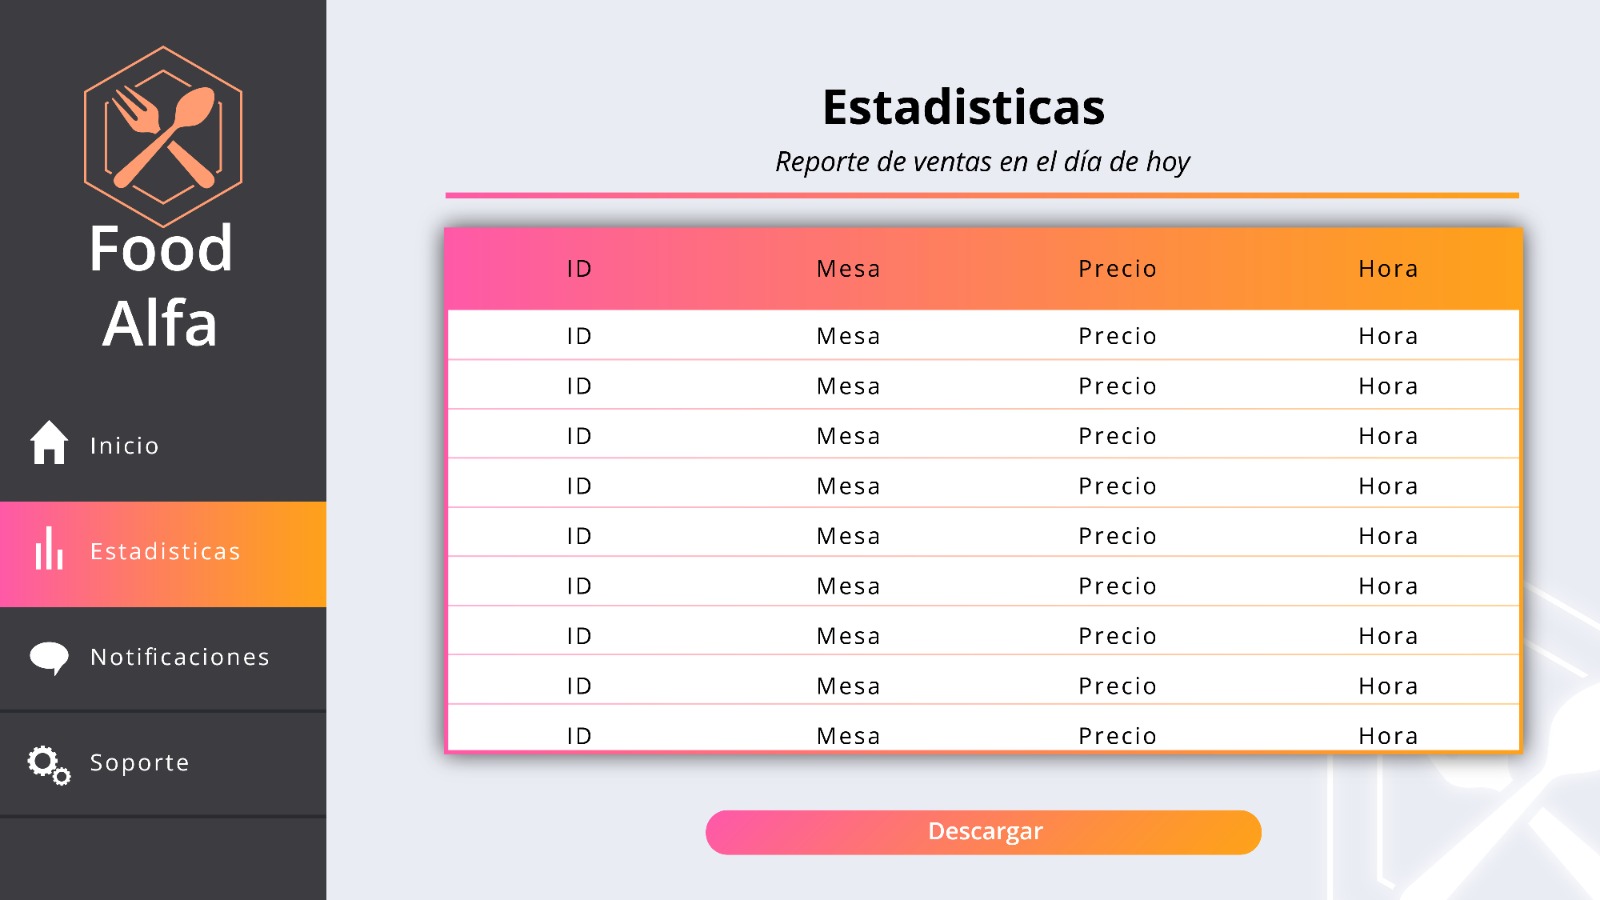 Food
Alfa
Inicio
Estadisticas
Notificaciones
Soporte
Estadisticas
Reporte de ventas en el día de hoy
ID Mesa Precio Hora
ID Mesa Precio Hora
ID Mesa Precio Hora
ID Mesa Precio Hora
ID Mesa Precio Hora
ID Mesa Precio Hora
ID Mesa Precio Hora
ID Mesa Precio Hora
ID Mesa Precio Hora
ID Mesa Precio Hora
Descargar